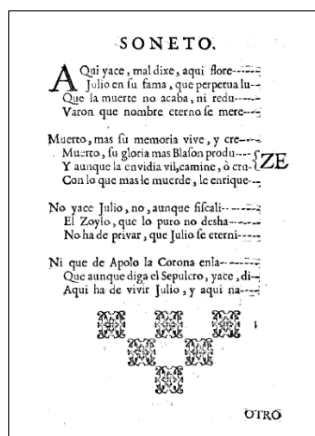 SONETO.
AQui yace, mal dixe, aqui flore-----
Julio en su fama, que perpetua lu--
Que la muerte no acaba, ni redu-----
Varon que nombre eterno se mere--
Muerto, mas su memoria vive, y cre--
Muerto, su gloria mas Blason produ--
ZE
Y aunque la envidia vil, camine, ò cru--
Con lo que mas le muerde, le enrique--
No yace Julio, no, aunque fiscali-----
El Zoylo, que lo puro no desha-----
No ha de privar, que Julio se eterni-----
Ni que de Apolo la Corona enla-----
Que aunque diga el Sepulcro, yace, di--
Aqui ha de vivir Julio, y aqui na-----
OTRO